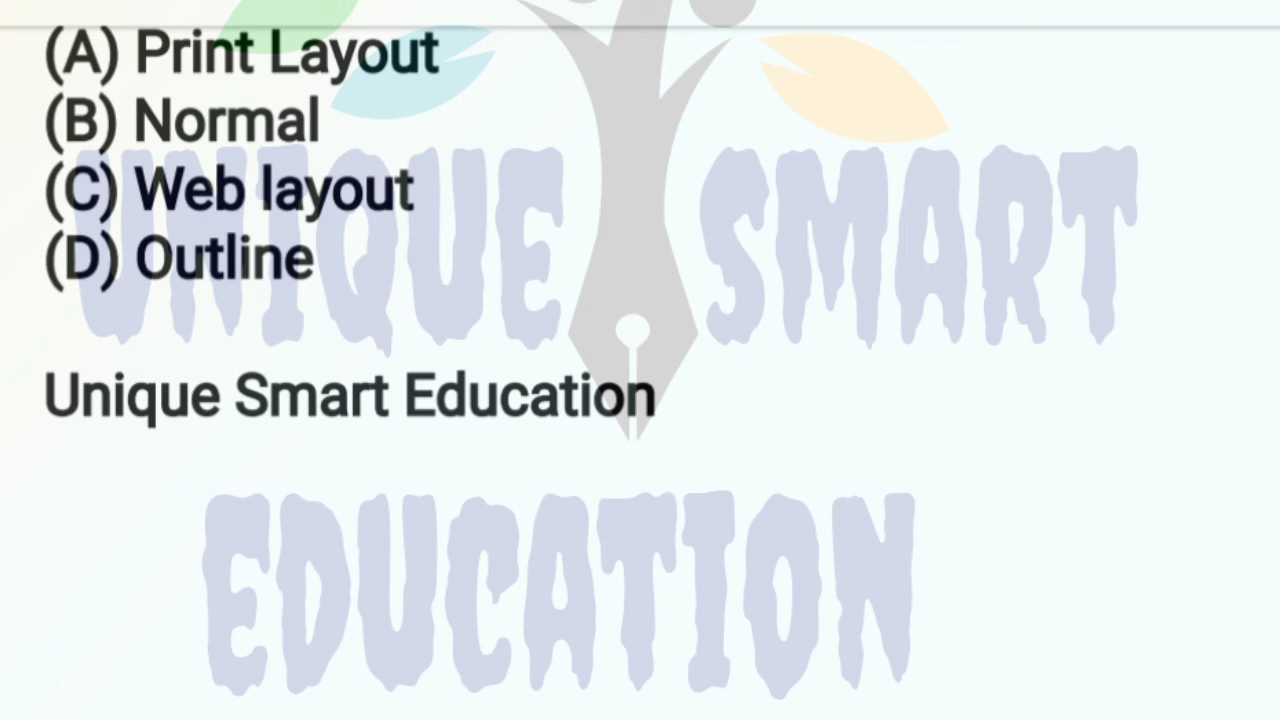 (A) Print Layout
(B) Normal
(C) Web layout
(D) Outline
UNIQUE SMART
Unique Smart Education
EDUCATION